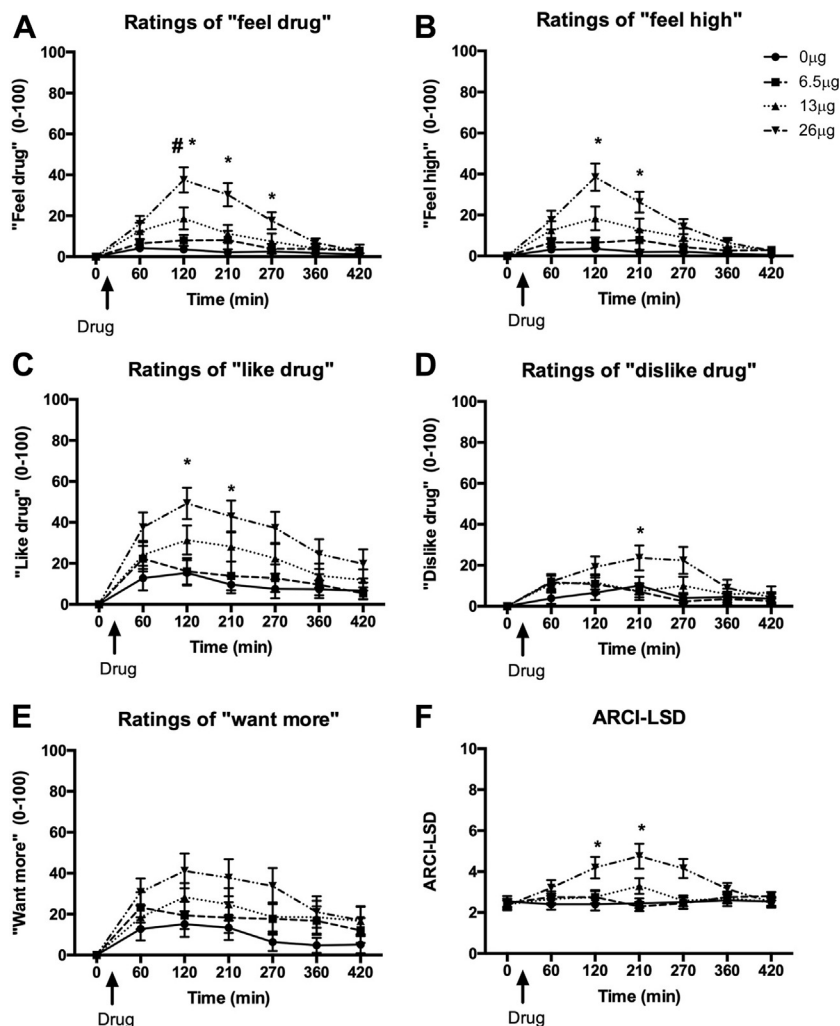 A
Ratings of "feel drug"
"Feel drug" (0-100)
100
80
60
40
20
0
# *
*
*
0 60 120 210 270 360 420
Time (min)
Drug
B
Ratings of "feel high"
"Feel high" (0-100)
100
80
60
40
20
0
*
*
0 60 120 210 270 360 420
Time (min)
Drug
0µg
6.5µg
13µg
26µg
C
Ratings of "like drug"
"Like drug" (0-100)
100
80
60
40
20
0
*
*
0 60 120 210 270 360 420
Time (min)
Drug
D
Ratings of "dislike drug"
"Dislike drug" (0-100)
100
80
60
40
20
0
*
0 60 120 210 270 360 420
Time (min)
Drug
E
Ratings of "want more"
"Want more" (0-100)
100
80
60
40
20
0
0 60 120 210 270 360 420
Time (min)
Drug
F
ARCI-LSD
ARCI-LSD
10
8
6
4
2
0
*
*
0 60 120 210 270 360 420
Time (min)
Drug